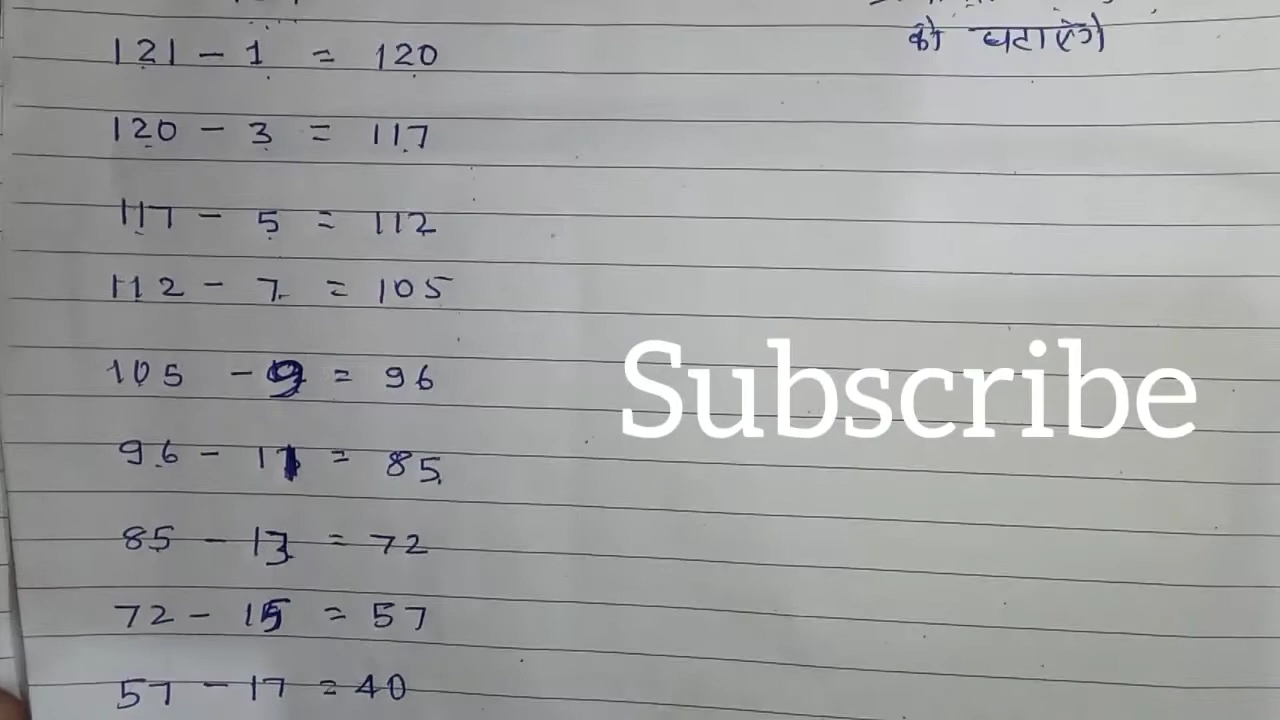 को घटाएंगे
121 - 1 = 120
120 - 3 = 117
117 - 5 = 112
112 - 7 = 105
105 - 9 = 96
Subscribe
96 - 11 = 85
85 - 13 = 72
72 - 15 = 57
57 - 17 = 40